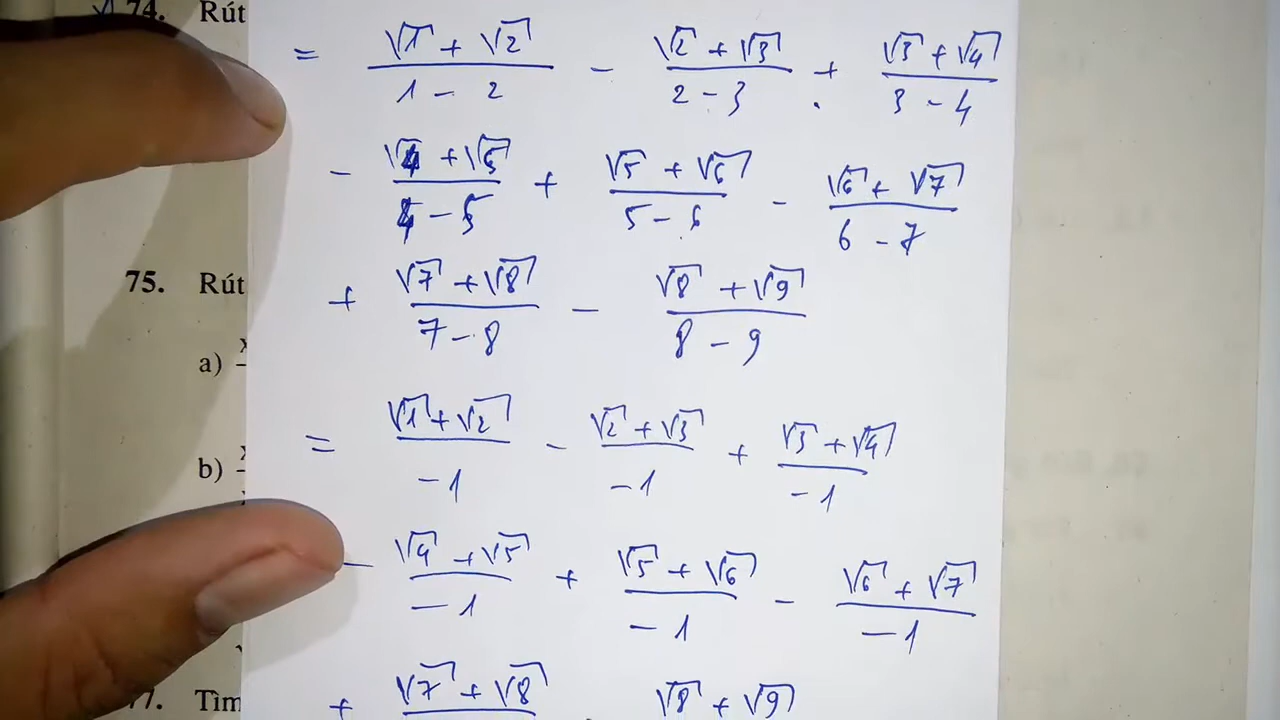 74. Rút
= (√1 + √2)/(1 - 2) - (√2 + √3)/(2 - 3) + (√3 + √4)/(3 - 4)
- (√4 + √5)/(4 - 5) + (√5 + √6)/(5 - 6) - (√6 + √7)/(6 - 7)
75. Rút
+ (√7 + √8)/(7 - 8) - (√8 + √9)/(8 - 9)
a) x
= (√1 + √2)/(-1) - (√2 + √3)/(-1) + (√3 + √4)/(-1)
b) x
- (√4 + √5)/(-1) + (√5 + √6)/(-1) - (√6 + √7)/(-1)
77. Tìm
+ √7 + √8 √8 + √9